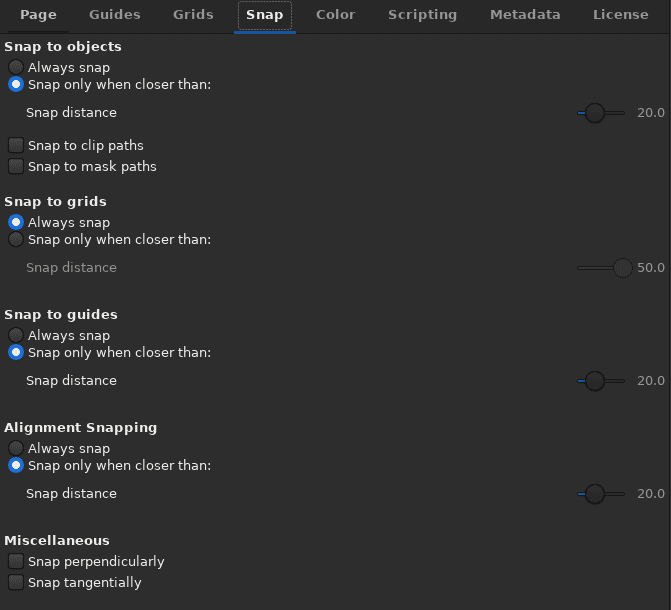 Page Guides Grids Snap Color Scripting Metadata License
Snap to objects
Always snap
Snap only when closer than:
Snap distance 20.0
Snap to clip paths
Snap to mask paths
Snap to grids
Always snap
Snap only when closer than:
Snap distance 50.0
Snap to guides
Always snap
Snap only when closer than:
Snap distance 20.0
Alignment Snapping
Always snap
Snap only when closer than:
Snap distance 20.0
Miscellaneous
Snap perpendicularly
Snap tangentially